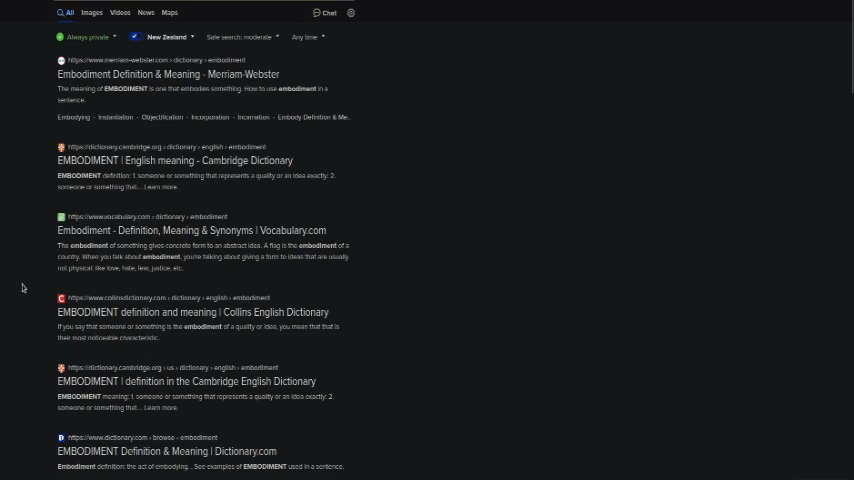 All Images Videos News Maps Chat
Always private New Zealand Safe search: moderate Any time
https://www.merriam-webster.com › dictionary › embodiment
Embodiment Definition & Meaning - Merriam-Webster
The meaning of EMBODIMENT is one that embodies something. How to use embodiment in a
sentence.
Embodying - Instantiation - Objectification - Incorporation - Incarnation - Embody Definition & Me...
https://dictionary.cambridge.org › dictionary › english › embodiment
EMBODIMENT | English meaning - Cambridge Dictionary
EMBODIMENT definition: 1. someone or something that represents a quality or an idea exactly: 2.
someone or something that... Learn more.
https://www.vocabulary.com › dictionary › embodiment
Embodiment - Definition, Meaning & Synonyms | Vocabulary.com
The embodiment of something gives concrete form to an abstract idea. A flag is the embodiment of a
country. When you talk about embodiment, you're talking about giving a form to ideas that are usually
not physical: like love, hate, fear, justice, etc.
C
https://www.collinsdictionary.com › dictionary › english › embodiment
EMBODIMENT definition and meaning | Collins English Dictionary
If you say that someone or something is the embodiment of a quality or idea, you mean that that is
their most noticeable characteristic.
https://dictionary.cambridge.org › us › dictionary › english › embodiment
EMBODIMENT | definition in the Cambridge English Dictionary
EMBODIMENT meaning: 1. someone or something that represents a quality or an idea exactly: 2.
someone or something that... Learn more.
https://www.dictionary.com › browse › embodiment
EMBODIMENT Definition & Meaning | Dictionary.com
Embodiment definition: the act of embodying. . See examples of EMBODIMENT used in a sentence.